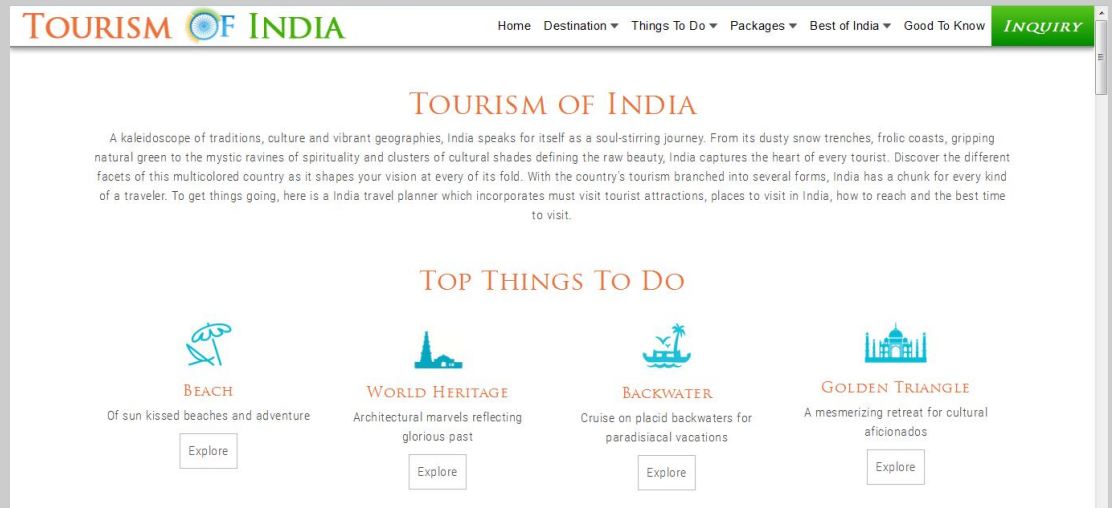 TOURISM OF INDIA
Home Destination Things To Do Packages Best of India Good To Know INQUIRY
TOURISM OF INDIA
A kaleidoscope of traditions, culture and vibrant geographies, India speaks for itself as a soul-stirring journey. From its dusty snow trenches, frolic coasts, gripping
natural green to the mystic ravines of spirituality and clusters of cultural shades defining the raw beauty, India captures the heart of every tourist. Discover the different
facets of this multicolored country as it shapes your vision at every of its fold. With the country's tourism branched into several forms, India has a chunk for every kind
of a traveler. To get things going, here is a India travel planner which incorporates must visit tourist attractions, places to visit in India, how to reach and the best time
to visit.
TOP THINGS TO DO
BEACH
Of sun kissed beaches and adventure
Explore
WORLD HERITAGE
Architectural marvels reflecting
glorious past
Explore
BACKWATER
Cruise on placid backwaters for
paradisiacal vacations
Explore
GOLDEN TRIANGLE
A mesmerizing retreat for cultural
aficionados
Explore